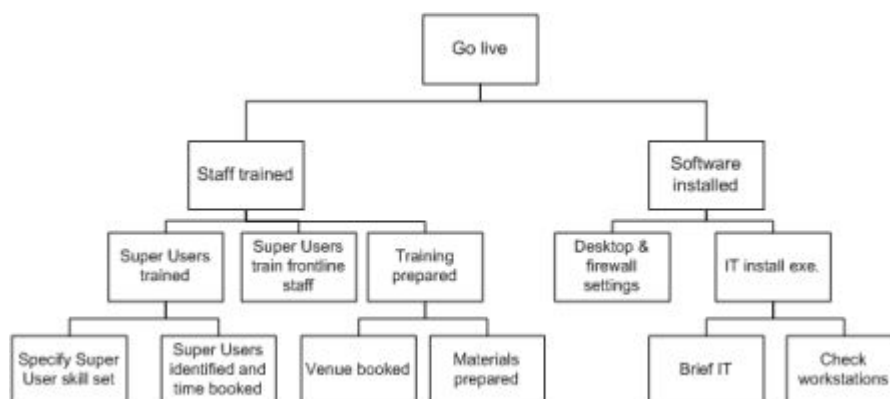 Go live
Staff trained
Software
installed
Super Users
trained
Super Users
train frontline
staff
Training
prepared
Desktop &
firewall
settings
IT install exe.
Specify Super
User skill set
Super Users
identified and
time booked
Venue booked
Materials
prepared
Brief IT
Check
workstations